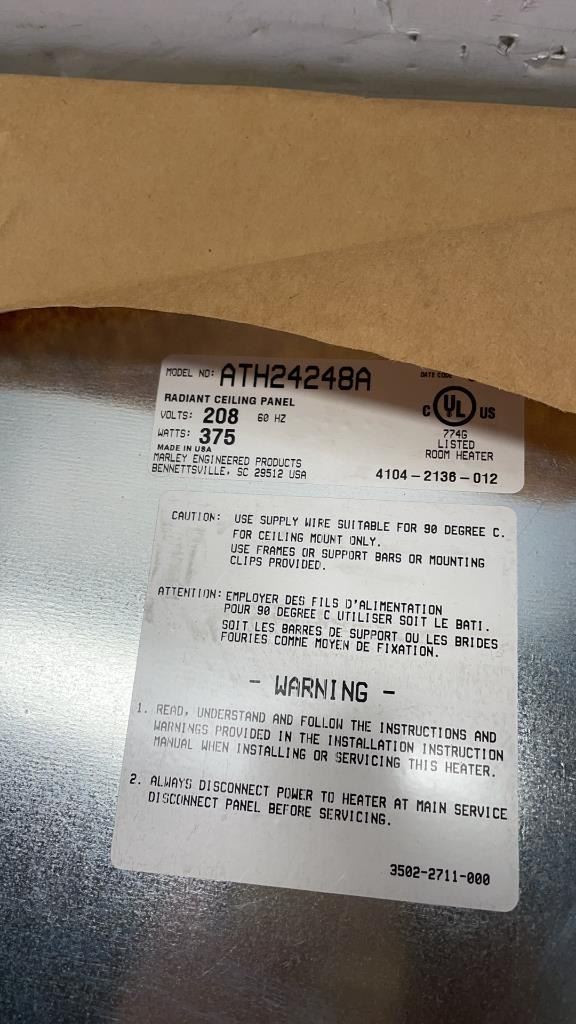 MODEL NO: ATH24248A
DATE CODE
RADIANT CEILING PANEL
VOLTS: 208 60 HZ
WATTS: 375
MADE IN USA
MARLEY ENGINEERED PRODUCTS
BENNETTSVILLE, SC 29512 USA
C UL US
774G
LISTED
ROOM HEATER
4104-2136-012
CAUTION: USE SUPPLY WIRE SUITABLE FOR 90 DEGREE C.
FOR CEILING MOUNT ONLY.
USE FRAMES OR SUPPORT BARS OR MOUNTING
CLIPS PROVIDED.
ATTENTION: EMPLOYER DES FILS D'ALIMENTATION
POUR 90 DEGREE C UTILISER SOIT LE BATI.
SOIT LES BARRES DE SUPPORT OU LES BRIDES
FOURIES COMME MOYEN DE FIXATION.
- WARNING -
1. READ, UNDERSTAND AND FOLLOW THE INSTRUCTIONS AND
WARNINGS PROVIDED IN THE INSTALLATION INSTRUCTION
MANUAL WHEN INSTALLING OR SERVICING THIS HEATER.
2. ALWAYS DISCONNECT POWER TO HEATER AT MAIN SERVICE
DISCONNECT PANEL BEFORE SERVICING.
3502-2711-000